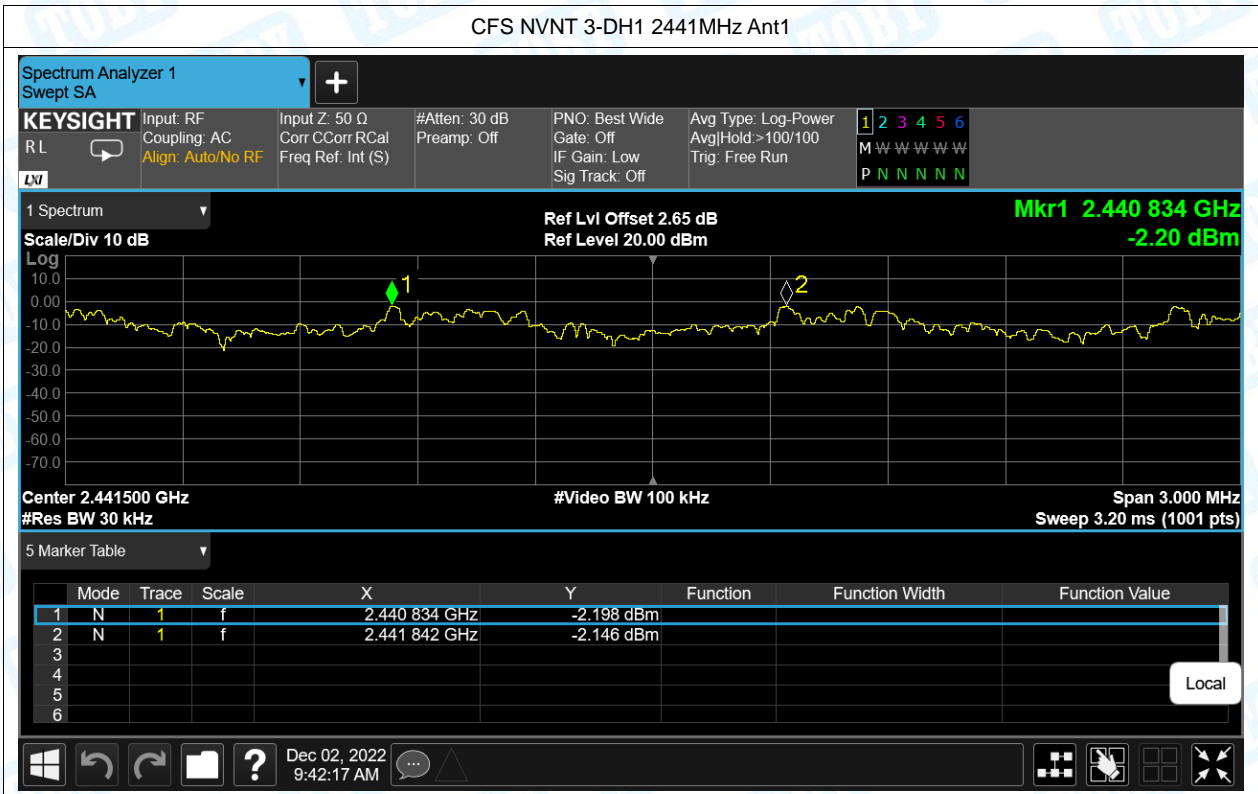 CFS NVNT 3-DH1 2441MHz Ant1
Spectrum Analyzer 1
Swept SA
KEYSIGHT
RL
LXI
Input: RF
Coupling: AC
Align: Auto/No RF
Input Z: 50 Ω
Corr CCorr RCal
Freq Ref: Int (S)
#Atten: 30 dB
Preamp: Off
PNO: Best Wide
Gate: Off
IF Gain: Low
Sig Track: Off
Avg Type: Log-Power
Avg|Hold:>100/100
Trig: Free Run
1 2 3 4 5 6
M W W W W W
P N N N N N
1 Spectrum
Scale/Div 10 dB
Ref Lvl Offset 2.65 dB
Ref Level 20.00 dBm
Mkr1 2.440 834 GHz
-2.20 dBm
Log
10.0
0.00
-10.0
-20.0
-30.0
-40.0
-50.0
-60.0
-70.0
1
2
Center 2.441500 GHz
#Video BW 100 kHz
Span 3.000 MHz
#Res BW 30 kHz
Sweep 3.20 ms (1001 pts)
5 Marker Table
Mode Trace Scale X Y Function Function Width Function Value
1 N 1 f 2.440 834 GHz -2.198 dBm
2 N 1 f 2.441 842 GHz -2.146 dBm
3
4
5
6
Local
?
Dec 02, 2022
9:42:17 AM
TOBY